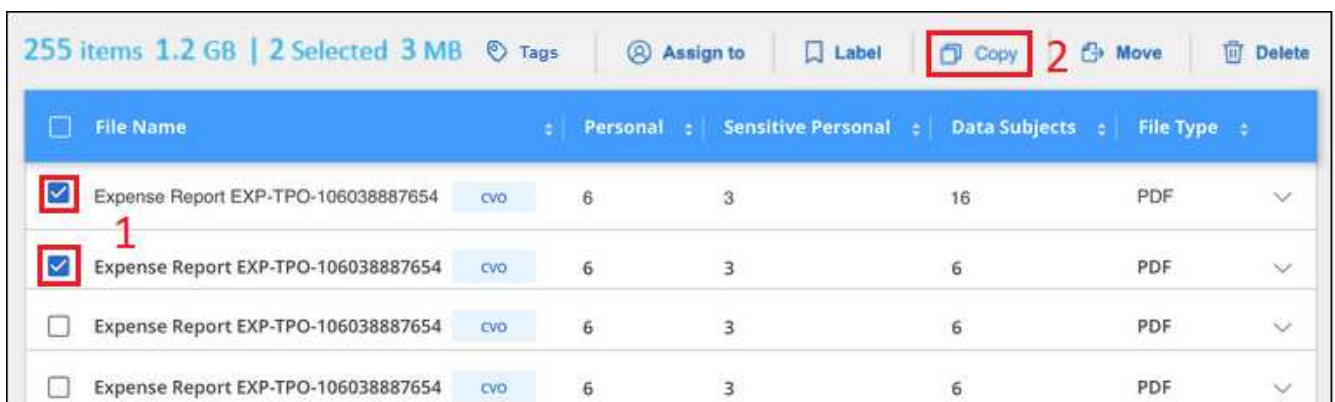 255 items 1.2 GB | 2 Selected 3 MB Tags Assign to Label Copy 2 Move Delete
File Name Personal Sensitive Personal Data Subjects File Type
Expense Report EXP-TPO-106038887654 CVO 6 3 16 PDF
1
Expense Report EXP-TPO-106038887654 CVO 6 3 6 PDF
Expense Report EXP-TPO-106038887654 CVO 6 3 6 PDF
Expense Report EXP-TPO-106038887654 CVO 6 3 6 PDF